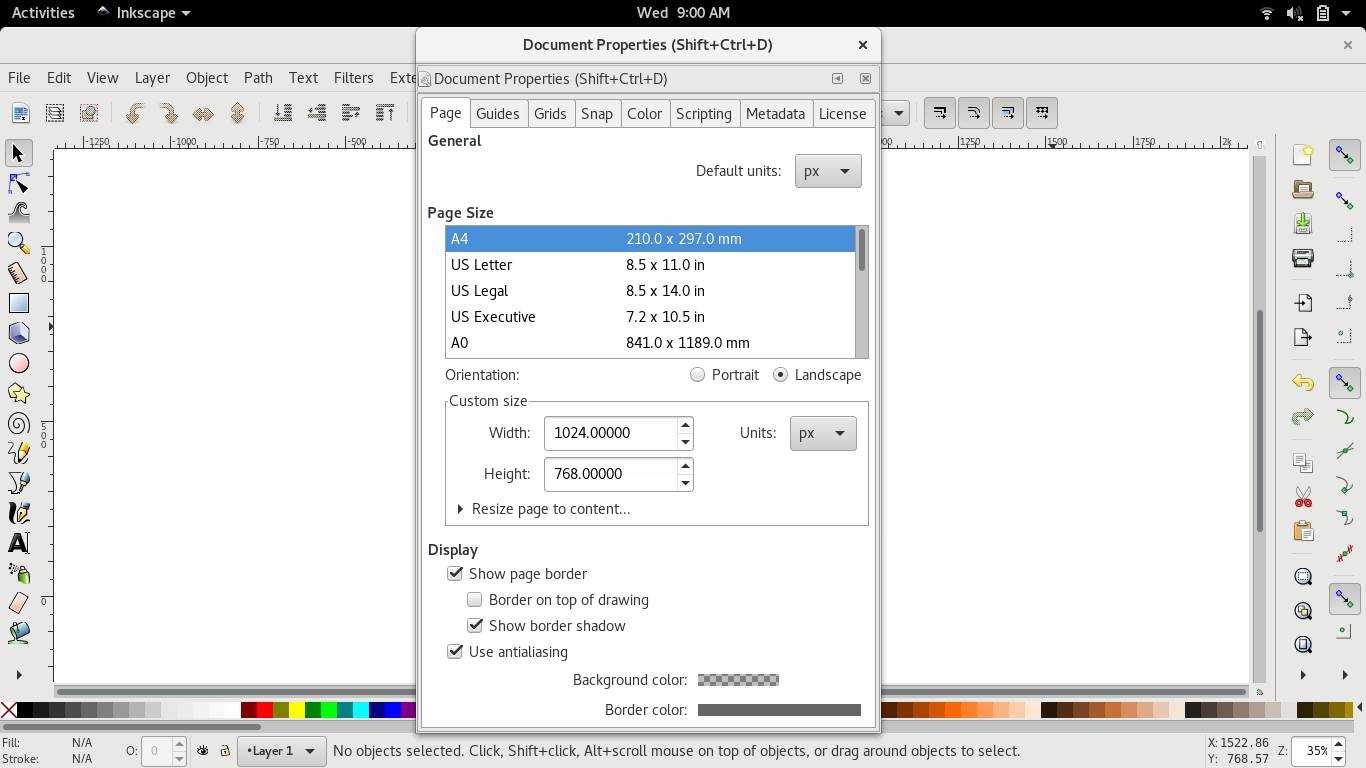 Activities Inkscape Wed 9:00 AM
Document Properties (Shift+Ctrl+D)
File Edit View Layer Object Path Text Filters Exte
Document Properties (Shift+Ctrl+D)
Page Guides Grids Snap Color Scripting Metadata License
General
Default units: px
Page Size
A4 210.0 x 297.0 mm
US Letter 8.5 x 11.0 in
US Legal 8.5 x 14.0 in
US Executive 7.2 x 10.5 in
A0 841.0 x 1189.0 mm
Orientation: Portrait Landscape
Custom size
Width: 1024.00000 Units: px
Height: 768.00000
Resize page to content...
Display
Show page border
Border on top of drawing
Show border shadow
Use antialiasing
Background color:
Border color:
-1250 -1000 -750 -500 1250 1500 1750 2k
1000
500
0
Fill: N/A
Stroke: N/A
O: 0
•Layer 1
No objects selected. Click, Shift+click, Alt+scroll mouse on top of objects, or drag around objects to select.
X: 1522.86
Y: 768.57
Z: 35%